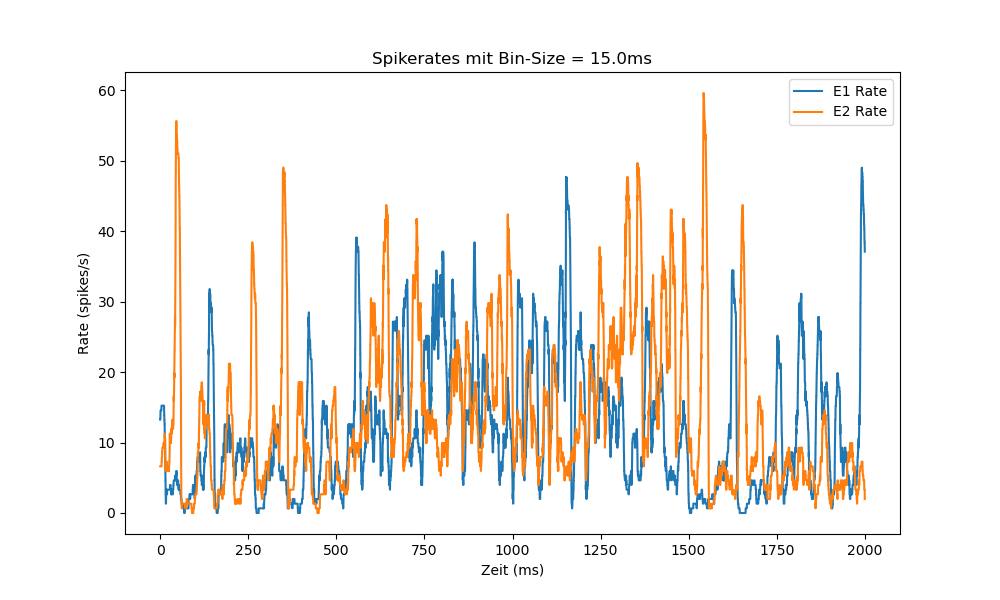 Spikerates mit Bin-Size = 15.0ms
E1 Rate
E2 Rate
60
50
40
30
20
10
0
Rate (spikes/s)
0 250 500 750 1000 1250 1500 1750 2000
Zeit (ms)